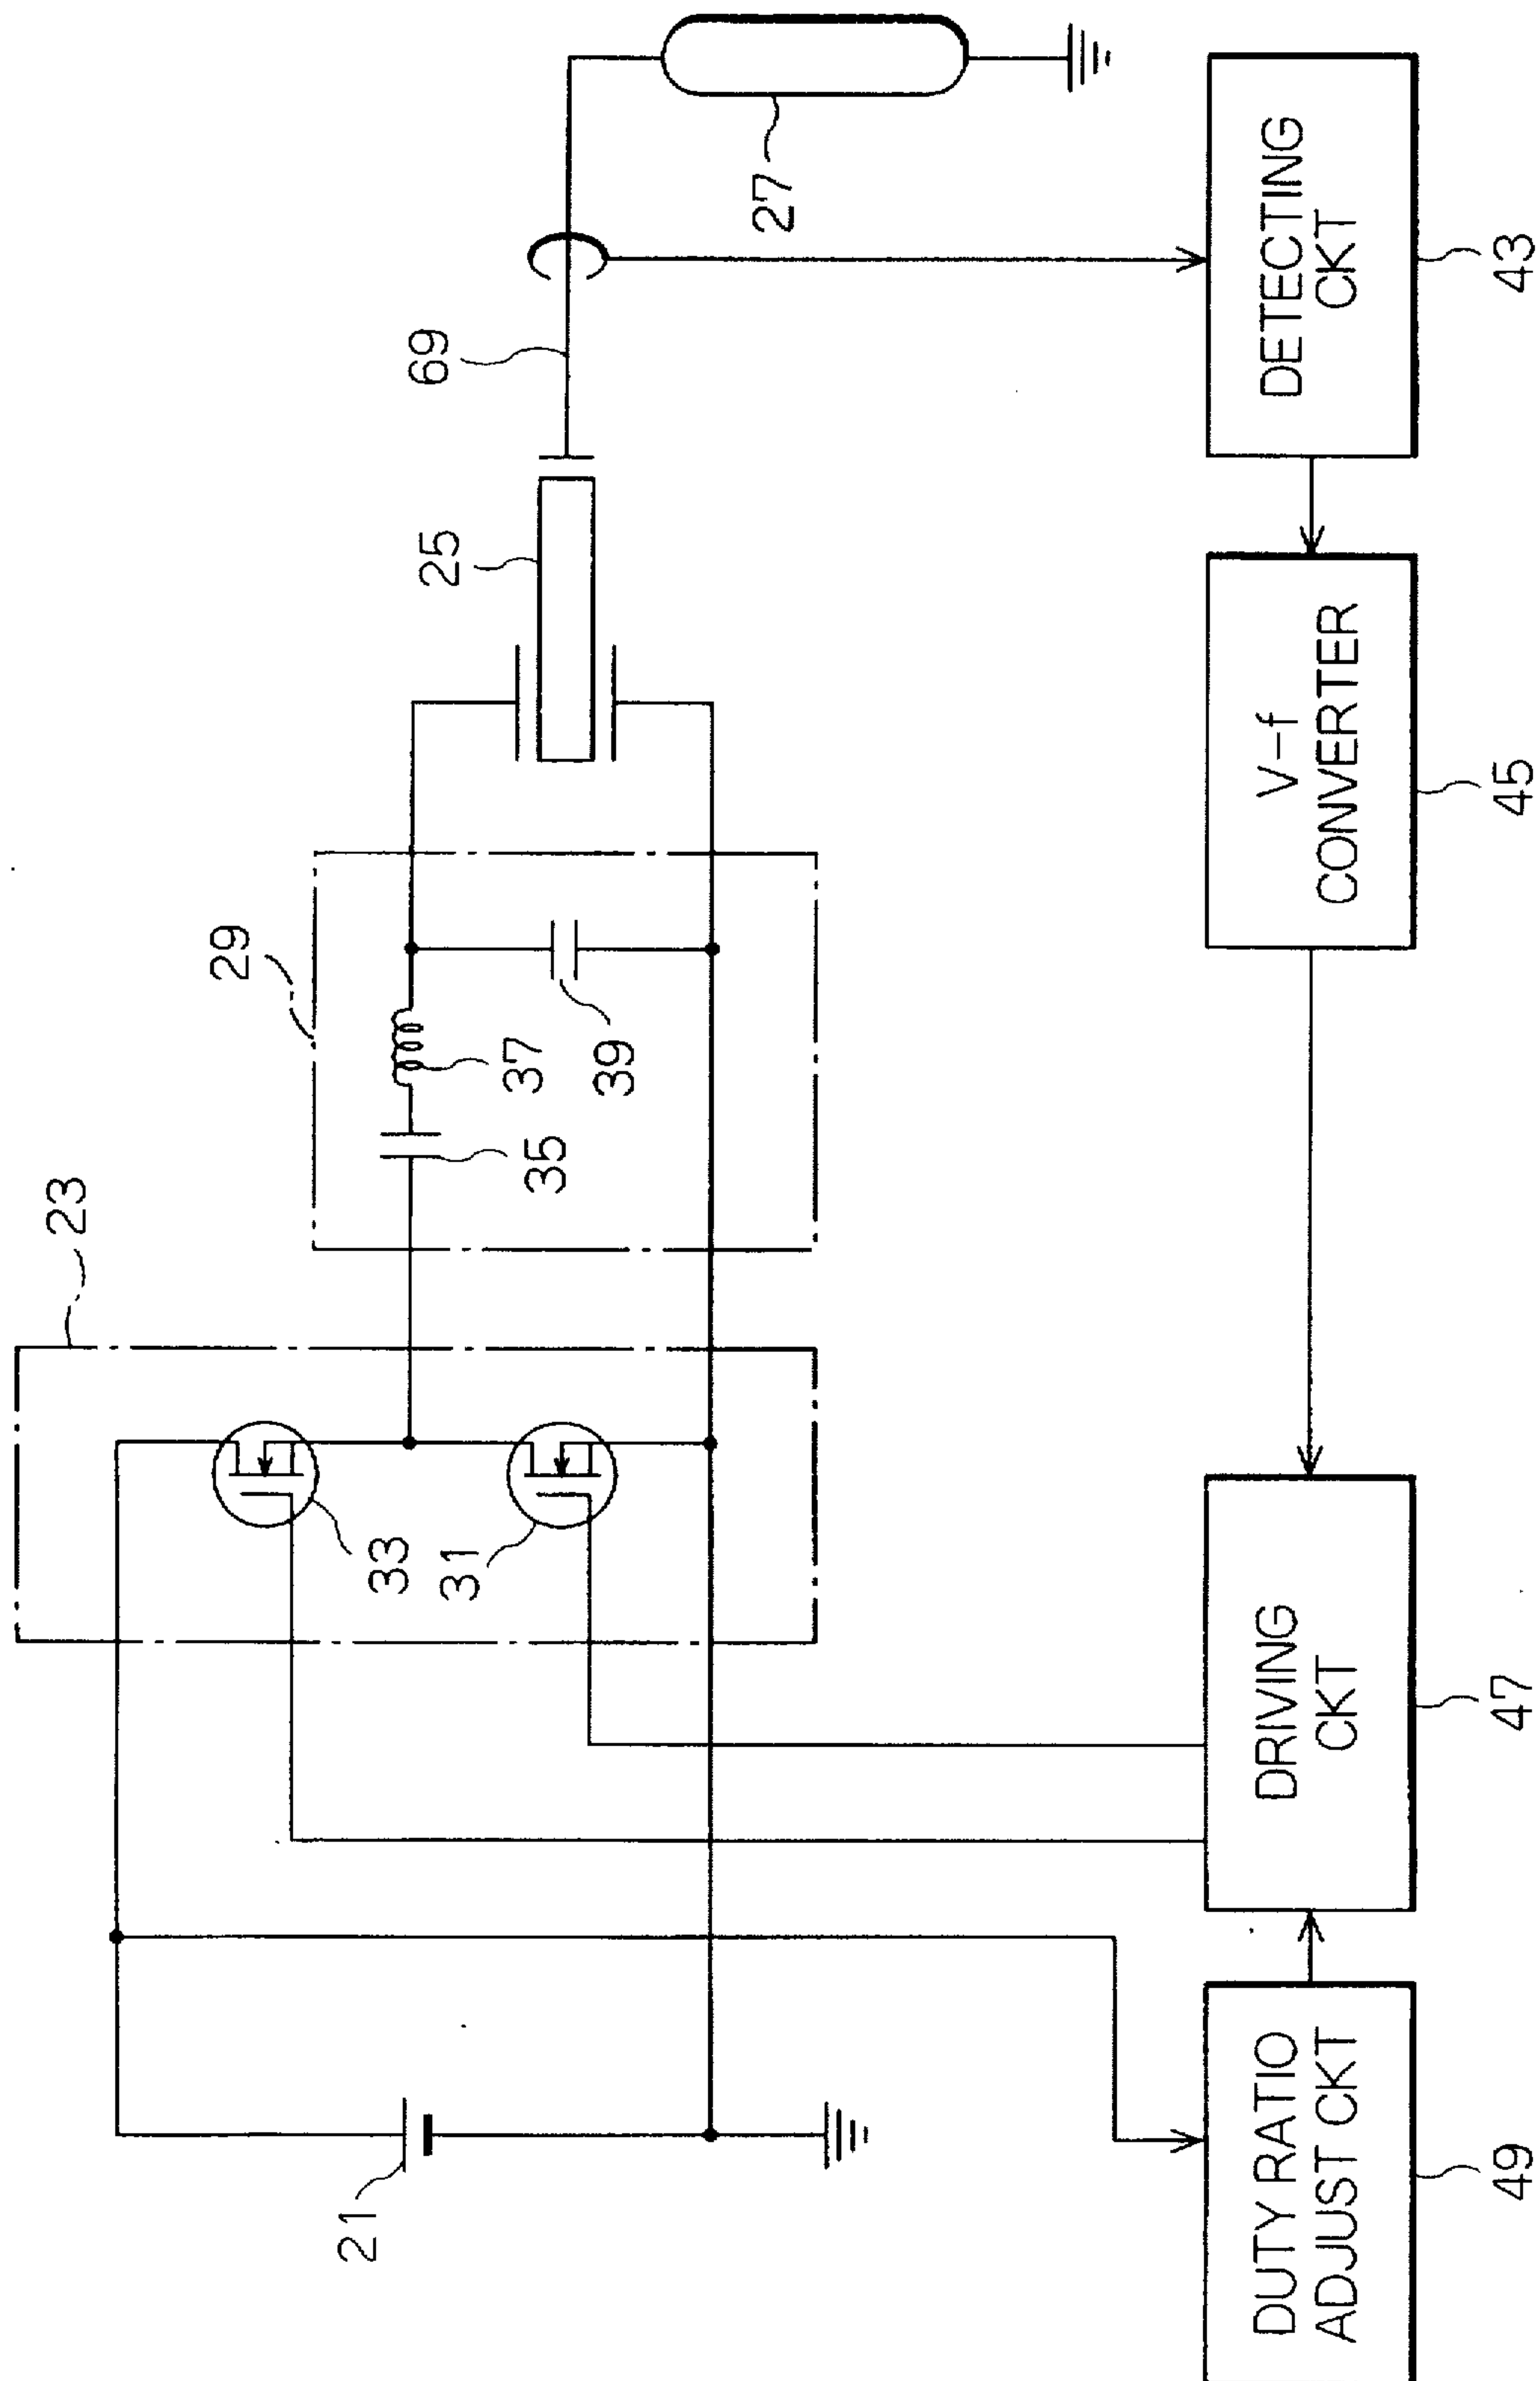 23
29
25
69
27
33
31
35
37
39
21
DUTY RATIO
ADJUST CKT
49
DRIVING
CKT
47
V-f
CONVERTER
45
DETECTING
CKT
43